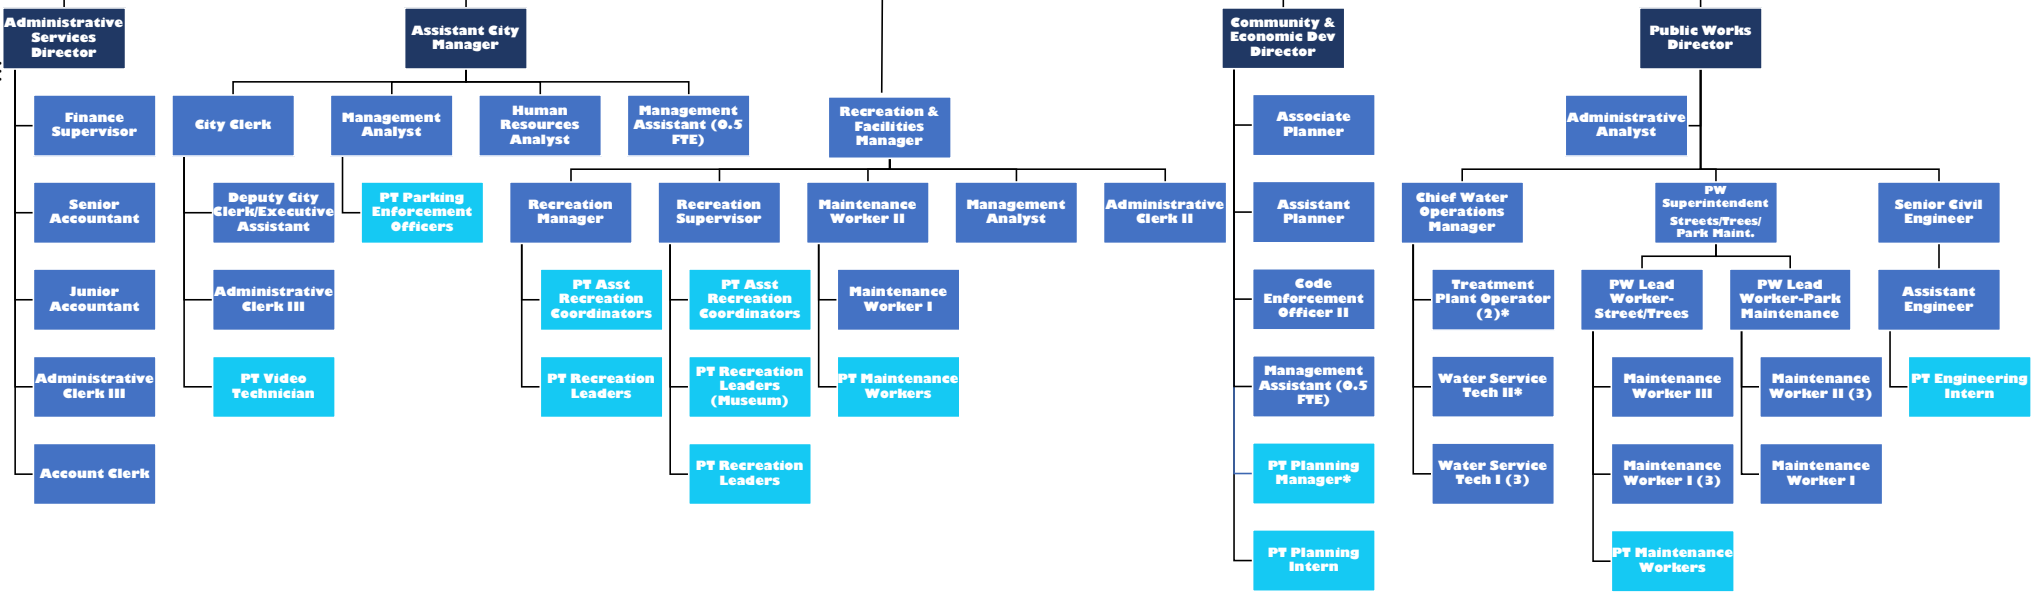 Administrative
Services
Director
Assistant City
Manager
Community &
Economic Dev
Director
Public Works
Director
Finance
Supervisor
City Clerk
Management
Analyst
Human
Resources
Analyst
Management
Assistant (0.5
FTE)
Recreation &
Facilities
Manager
Associate
Planner
Administrative
Analyst
Senior
Accountant
Deputy City
Clerk/Executive
Assistant
PT Parking
Enforcement
Officers
Recreation
Manager
Recreation
Supervisor
Maintenance
Worker II
Management
Analyst
Administrative
Clerk II
Assistant
Planner
Chief Water
Operations
Manager
PW
Superintendent
Streets/Trees/
Park Maint.
Senior Civil
Engineer
Junior
Accountant
Administrative
Clerk III
PT Asst
Recreation
Coordinators
PT Asst
Recreation
Coordinators
Maintenance
Worker I
Code
Enforcement
Officer II
Treatment
Plant Operator
(2)*
PW Lead
Worker-
Street/Trees
PW Lead
Worker-Park
Maintenance
Assistant
Engineer
Administrative
Clerk III
PT Video
Technician
PT Recreation
Leaders
PT Recreation
Leaders
(Museum)
PT Maintenance
Workers
Management
Assistant (0.5
FTE)
Water Service
Tech II*
Maintenance
Worker III
Maintenance
Worker II (3)
PT Engineering
Intern
Account Clerk
PT Recreation
Leaders
PT Planning
Manager*
Water Service
Tech I (3)
Maintenance
Worker I (3)
Maintenance
Worker I
PT Planning
Intern
PT Maintenance
Workers